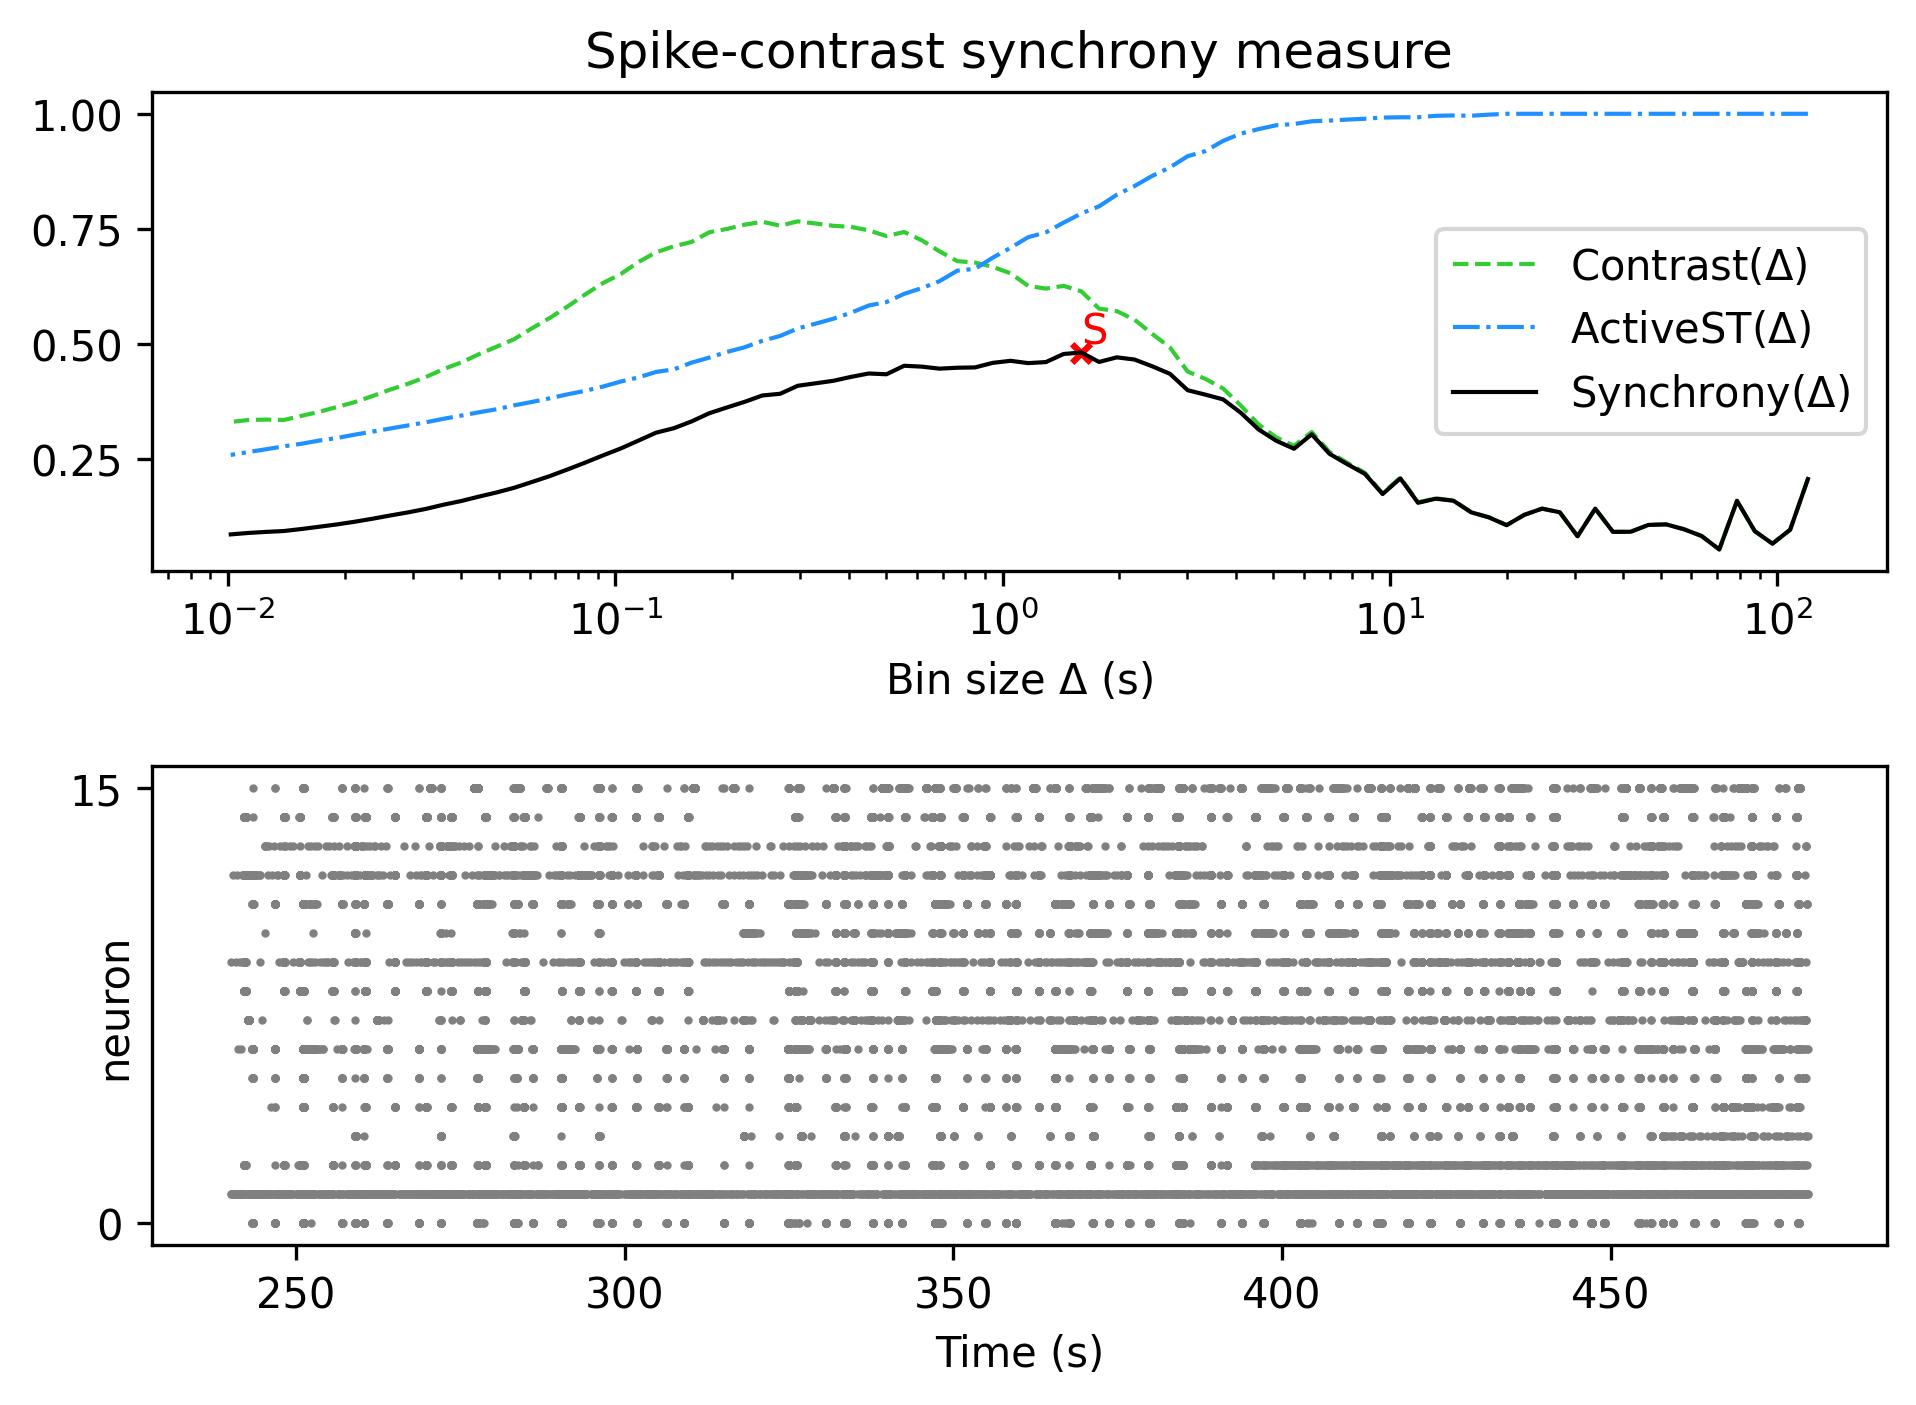 Spike-contrast synchrony measure
1.00
0.75
0.50
0.25
S
Contrast(Δ)
ActiveST(Δ)
Synchrony(Δ)
10⁻² 10⁻¹ 10⁰ 10¹ 10²
Bin size Δ (s)
15
0
neuron
250 300 350 400 450
Time (s)